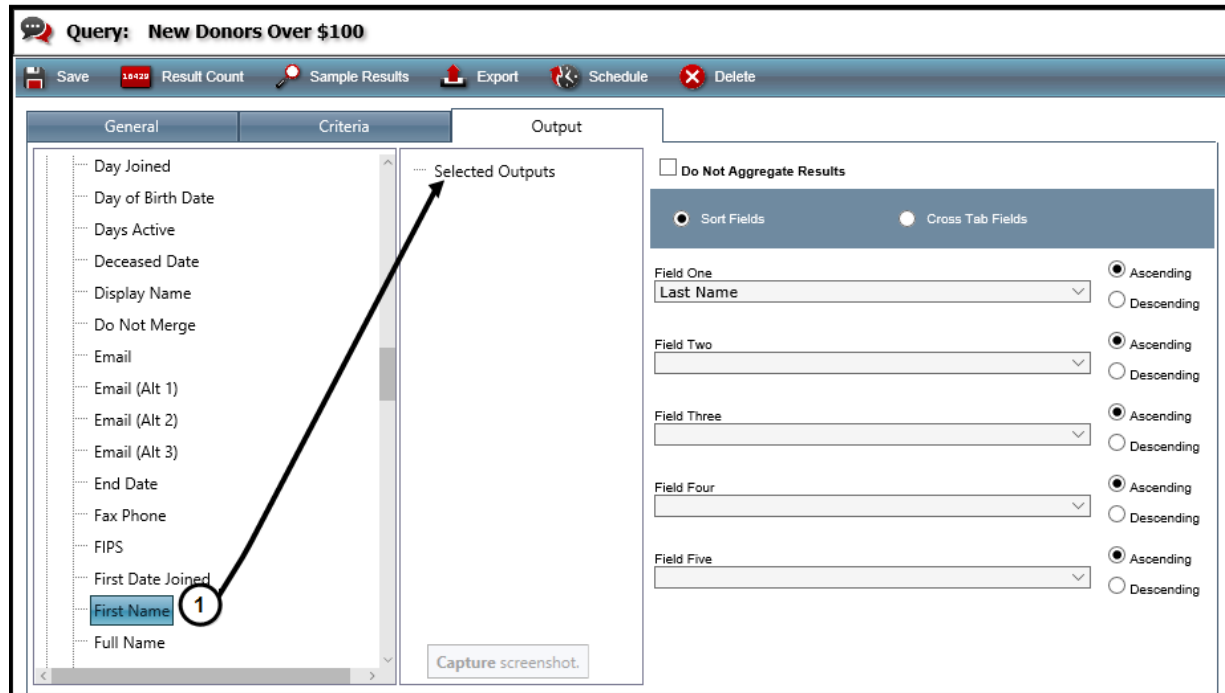 Query: New Donors Over $100
16429
Save Result Count Sample Results Export Schedule Delete
General Criteria Output
Day Joined
Day of Birth Date
Days Active
Deceased Date
Display Name
Do Not Merge
Email
Email (Alt 1)
Email (Alt 2)
Email (Alt 3)
End Date
Fax Phone
FIPS
First Date Joined
First Name
1
Full Name
Selected Outputs
Capture screenshot.
Do Not Aggregate Results
Sort Fields Cross Tab Fields
Field One
Last Name
Ascending
Descending
Field Two
Ascending
Descending
Field Three
Ascending
Descending
Field Four
Ascending
Descending
Field Five
Ascending
Descending